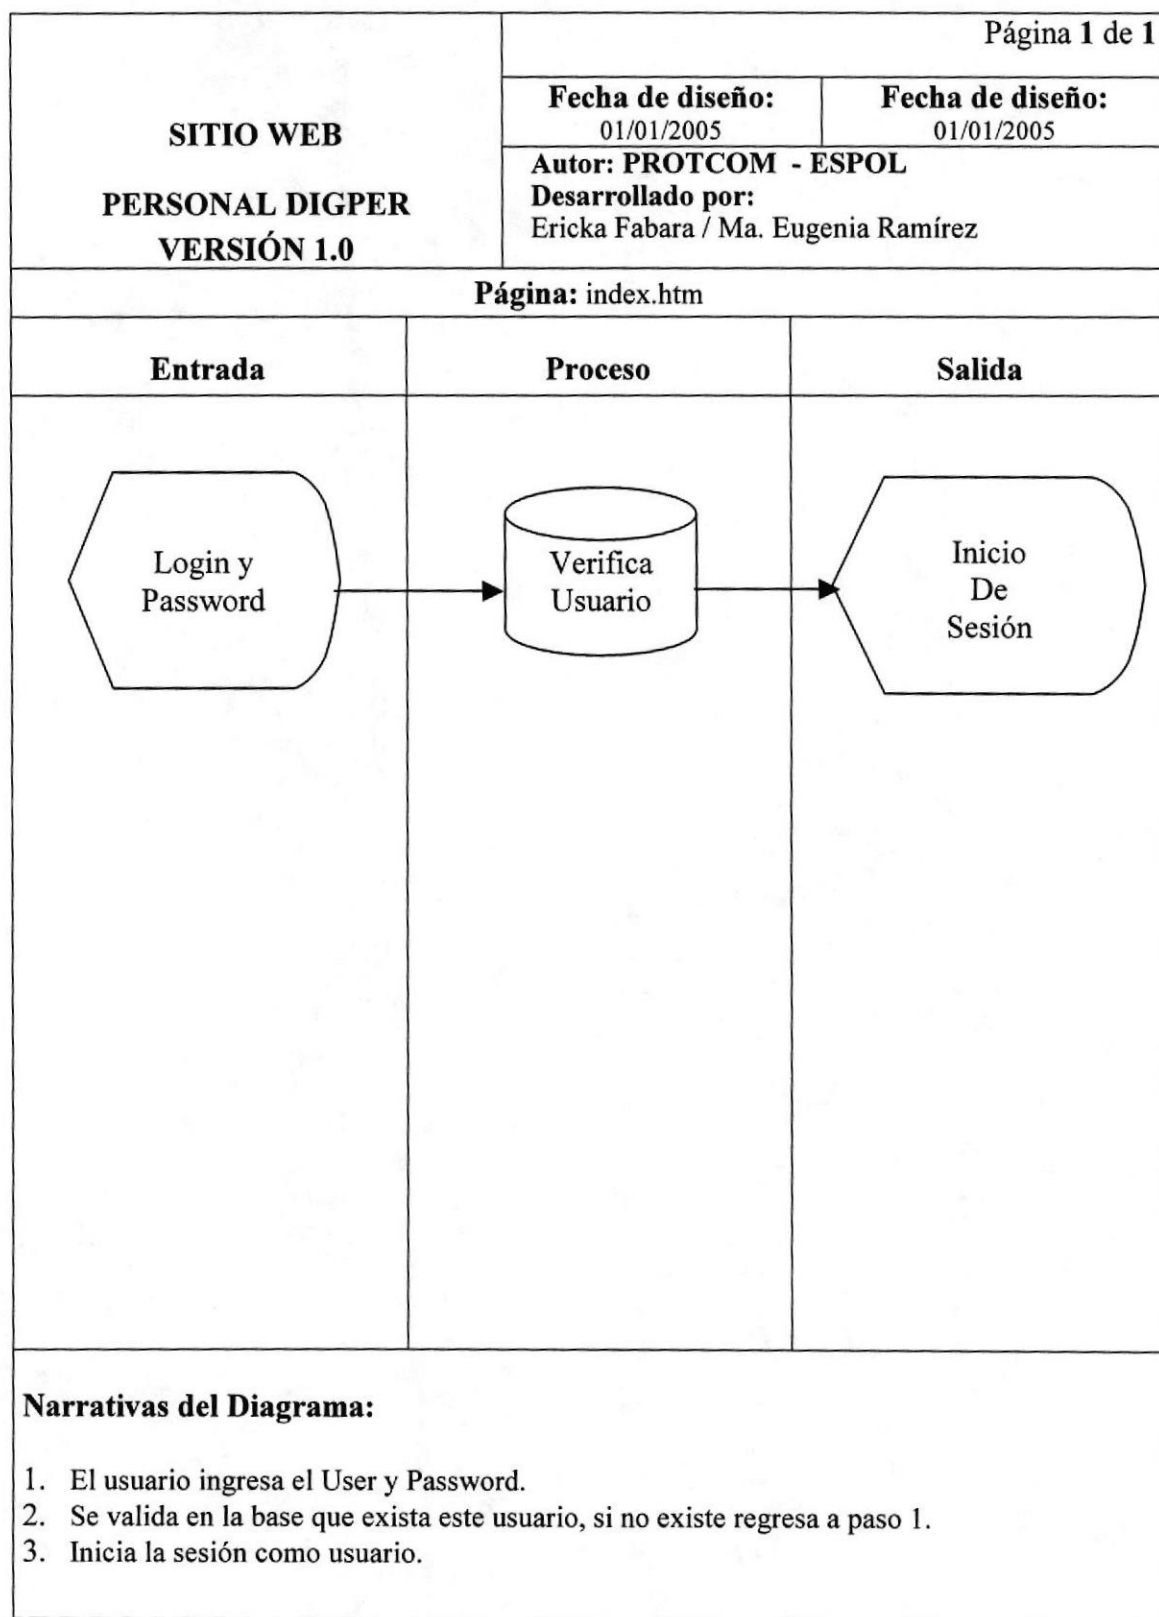 Página 1 de 1
SITIO WEB
PERSONAL DIGPER
VERSIÓN 1.0
Fecha de diseño:
01/01/2005
Fecha de diseño:
01/01/2005
Autor: PROTCOM - ESPOL
Desarrollado por:
Ericka Fabara / Ma. Eugenia Ramírez
Página: index.htm
Entrada
Proceso
Salida
Login y
Password
Verifica
Usuario
Inicio
De
Sesión
Narrativas del Diagrama:
1. El usuario ingresa el User y Password.
2. Se valida en la base que exista este usuario, si no existe regresa a paso 1.
3. Inicia la sesión como usuario.